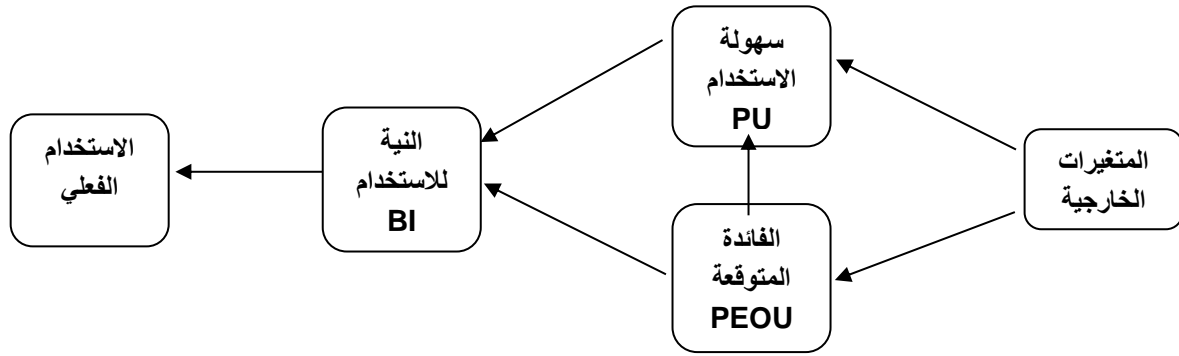 المتغيرات
الخارجية
سهولة
الاستخدام
PU
الفائدة
المتوقعة
PEOU
النية
للاستخدام
BI
الاستخدام
الفعلي